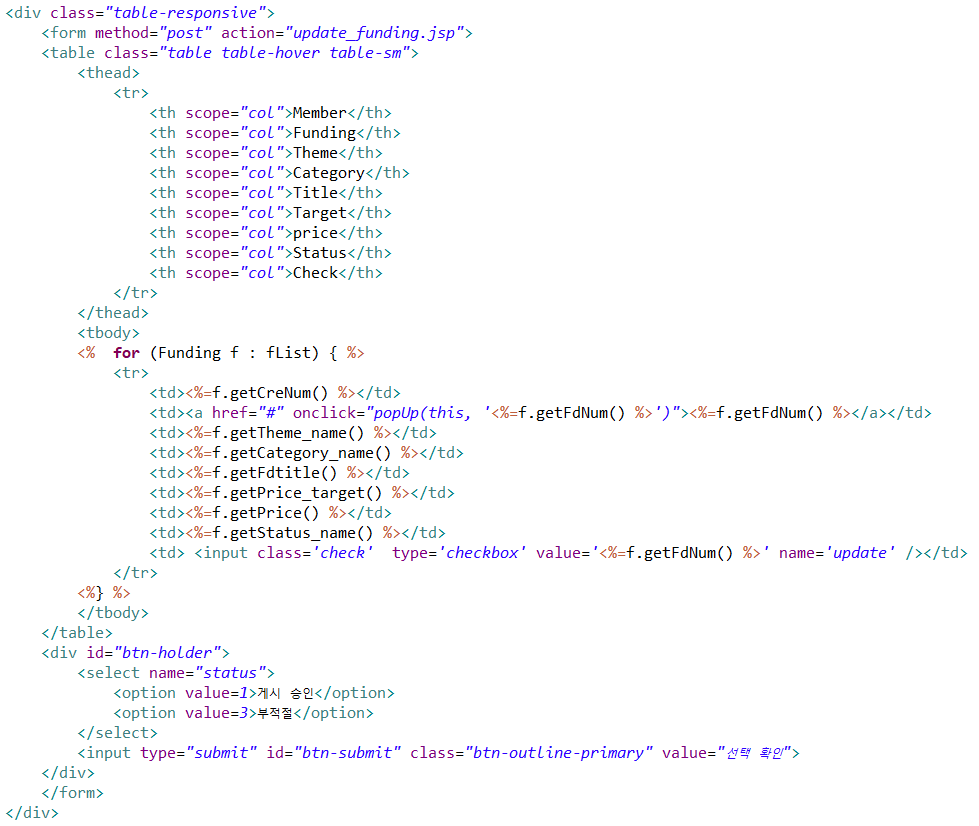 <div class="table-responsive">
    <form method="post" action="update_funding.jsp">
    <table class="table table-hover table-sm">
        <thead>
            <tr>
                <th scope="col">Member</th>
                <th scope="col">Funding</th>
                <th scope="col">Theme</th>
                <th scope="col">Category</th>
                <th scope="col">Title</th>
                <th scope="col">Target</th>
                <th scope="col">price</th>
                <th scope="col">Status</th>
                <th scope="col">Check</th>
            </tr>
        </thead>
        <tbody>
        <%  for (Funding f : fList) { %>
            <tr>
                <td><%=f.getCreNum() %></td>
                <td><a href="#" onclick="popUp(this, '<%=f.getFdNum() %>')"><%=f.getFdNum() %></a></td>
                <td><%=f.getTheme_name() %></td>
                <td><%=f.getCategory_name() %></td>
                <td><%=f.getFdtitle() %></td>
                <td><%=f.getPrice_target() %></td>
                <td><%=f.getPrice() %></td>
                <td><%=f.getStatus_name() %></td>
                <td> <input class='check'  type='checkbox' value='<%=f.getFdNum() %>' name='update' /></td>
            </tr>
        <%} %>
        </tbody>
    </table>
    <div id="btn-holder">
        <select name="status">
            <option value=1>게시 승인</option>
            <option value=3>부적절</option>
        </select>
        <input type="submit" id="btn-submit" class="btn-outline-primary" value="선택 확인">
    </div>
    </form>
</div>